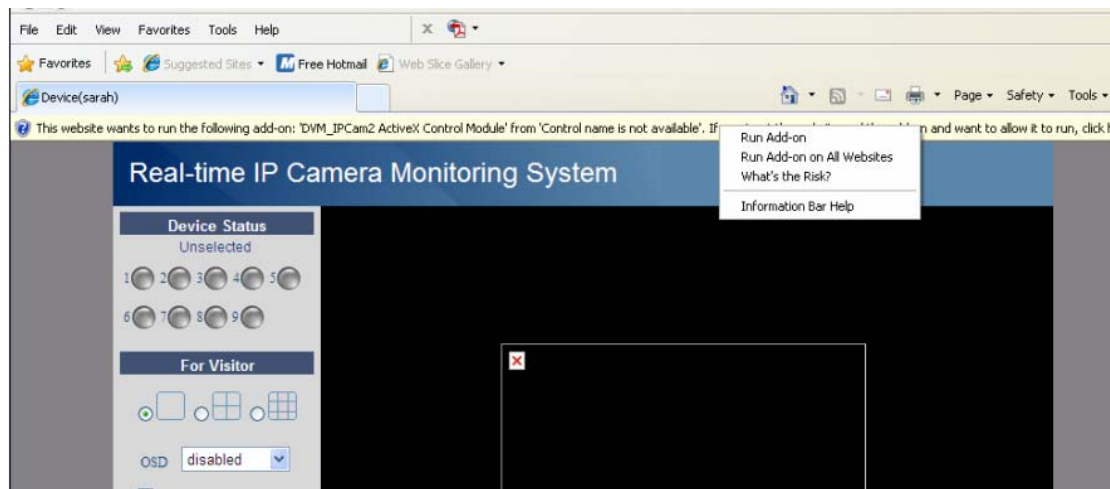 File Edit View Favorites Tools Help
Favorites Suggested Sites Free Hotmail Web Slice Gallery
Device(sarah)
Page Safety Tools
This website wants to run the following add-on: 'DVM_IPCam2 ActiveX Control Module' from 'Control name is not available'. If and want to allow it to run, click
Run Add-on
Run Add-on on All Websites
What's the Risk?
Information Bar Help
Real-time IP Camera Monitoring System
Device Status
Unselected
1 2 3 4 5
6 7 8 9
For Visitor
OSD disabled